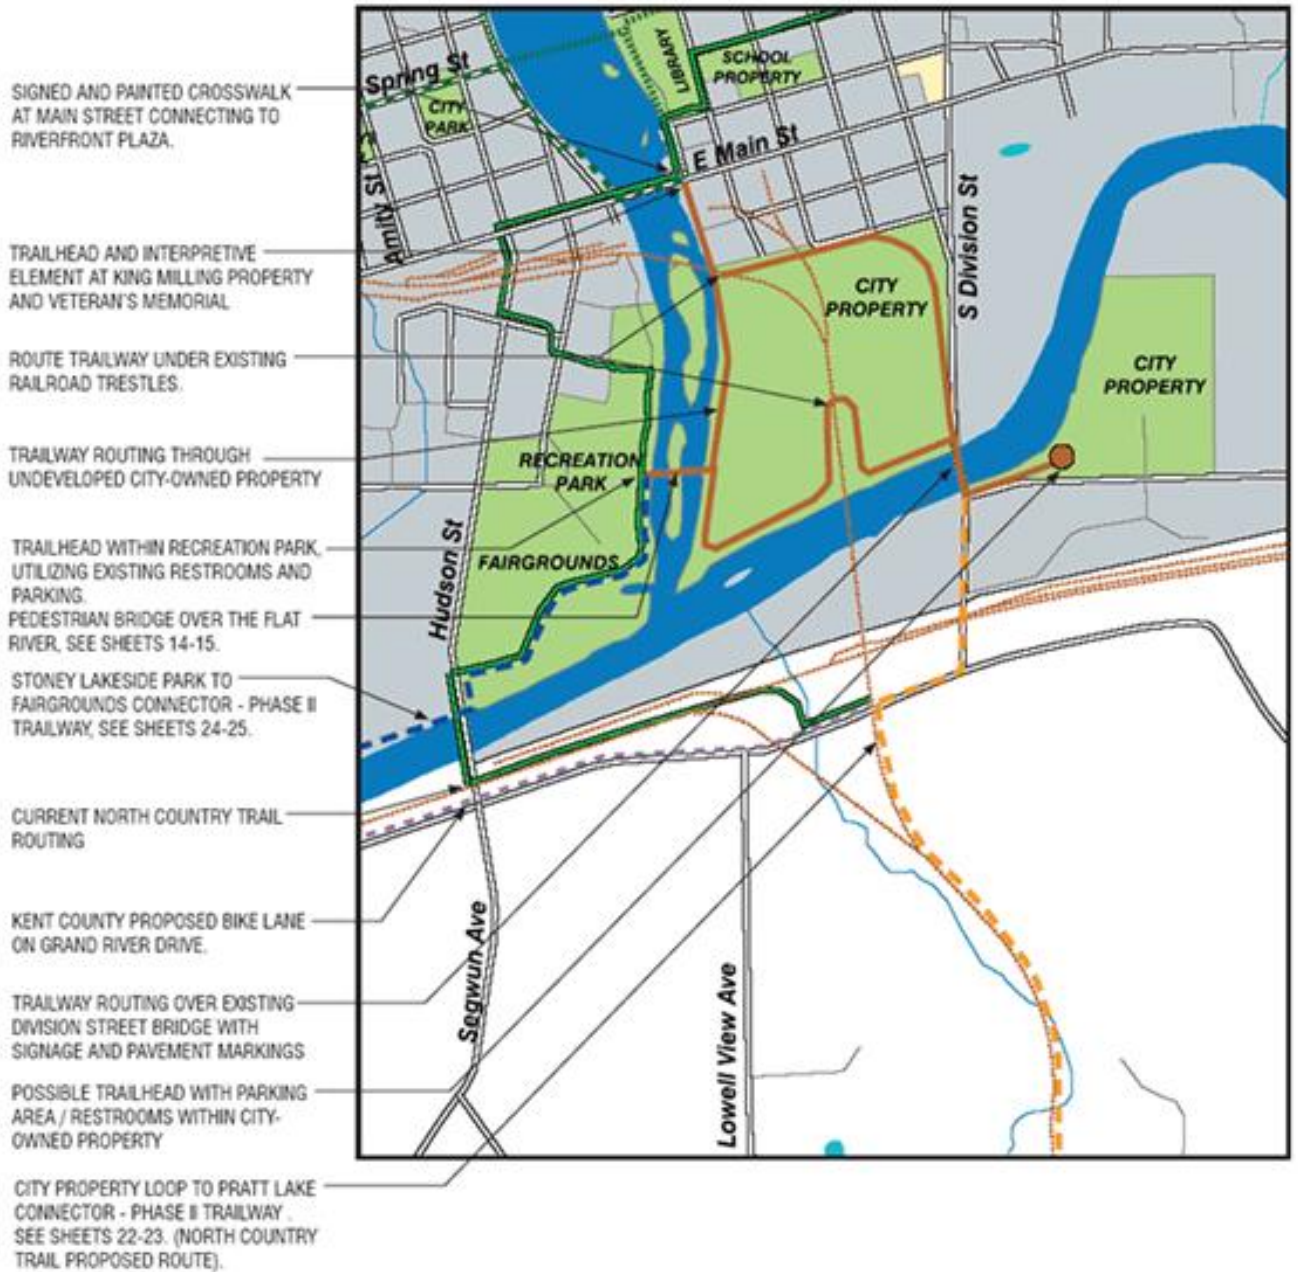 SIGNED AND PAINTED CROSSWALK
AT MAIN STREET CONNECTING TO
RIVERFRONT PLAZA.
TRAILHEAD AND INTERPRETIVE
ELEMENT AT KING MILLING PROPERTY
AND VETERAN'S MEMORIAL
ROUTE TRAILWAY UNDER EXISTING
RAILROAD TRESTLES.
TRAILWAY ROUTING THROUGH
UNDEVELOPED CITY-OWNED PROPERTY
TRAILHEAD WITHIN RECREATION PARK,
UTILIZING EXISTING RESTROOMS AND
PARKING.
PEDESTRIAN BRIDGE OVER THE FLAT
RIVER, SEE SHEETS 14-15.
STONEY LAKESIDE PARK TO
FAIRGROUNDS CONNECTOR - PHASE II
TRAILWAY, SEE SHEETS 24-25.
CURRENT NORTH COUNTRY TRAIL
ROUTING
KENT COUNTY PROPOSED BIKE LANE
ON GRAND RIVER DRIVE.
TRAILWAY ROUTING OVER EXISTING
DIVISION STREET BRIDGE WITH
SIGNAGE AND PAVEMENT MARKINGS
POSSIBLE TRAILHEAD WITH PARKING
AREA / RESTROOMS WITHIN CITY-
OWNED PROPERTY
CITY PROPERTY LOOP TO PRATT LAKE
CONNECTOR - PHASE II TRAILWAY .
SEE SHEETS 22-23. (NORTH COUNTRY
TRAIL PROPOSED ROUTE).
Spring St
CITY
PARK
LIBRARY
SCHOOL
PROPERTY
E Main St
Amity St
S Division St
CITY
PROPERTY
CITY
PROPERTY
RECREATION
PARK
FAIRGROUNDS
Hudson St
Segwun Ave
Lowell View Ave